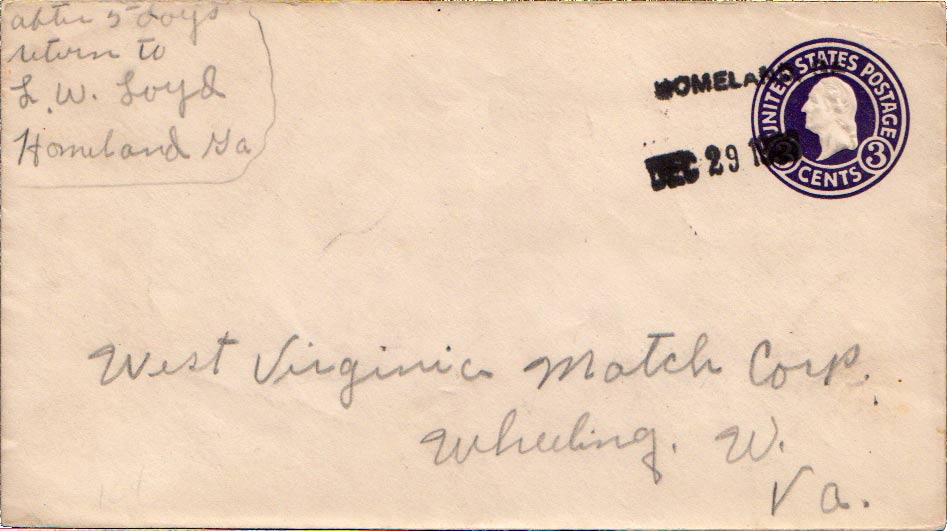 after 5 days
return to
L. W. Loyd
Homeland Ga
HOMELAND,
DEC 29
UNITED STATES POSTAGE
3 CENTS 3
West Virginia Match Corp.
Wheeling. W.
Va.